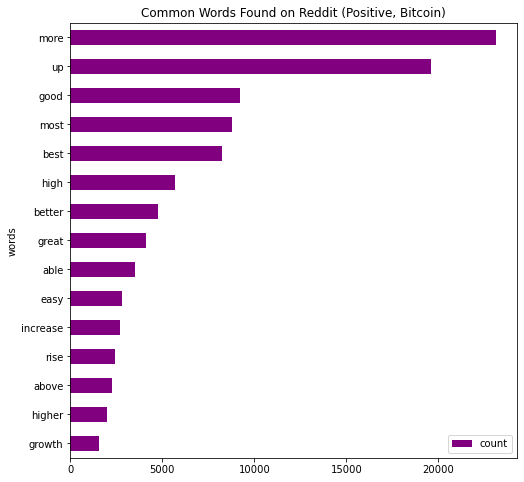 Common Words Found on Reddit (Positive, Bitcoin)
words
more
up
good
most
best
high
better
great
able
easy
increase
rise
above
higher
growth
count
0 5000 10000 15000 20000